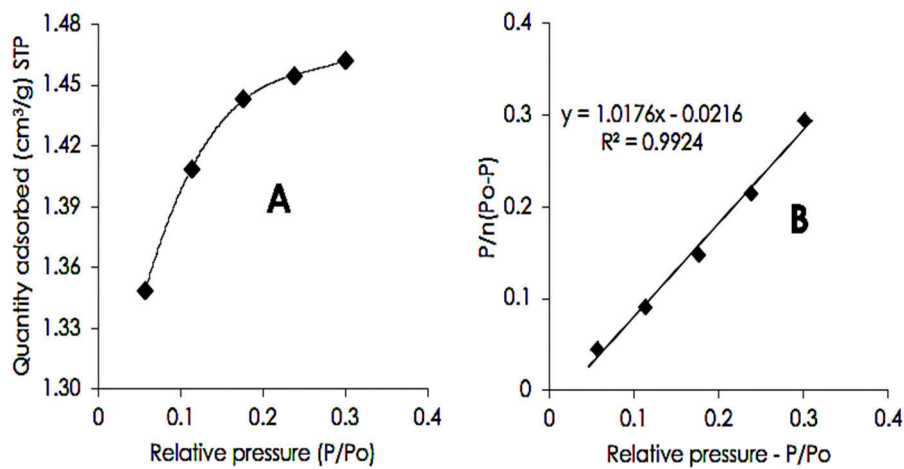 Quantity adsorbed (cm³/g) STP
1.48
1.45
1.42
1.39
1.36
1.33
1.30
0
0.1
0.2
0.3
0.4
A
Relative pressure (P/Po)
P/n(Po-P)
0.4
0.3
0.2
0.1
0
0
0.1
0.2
0.3
0.4
y = 1.0176x - 0.0216
R² = 0.9924
B
Relative pressure - P/Po